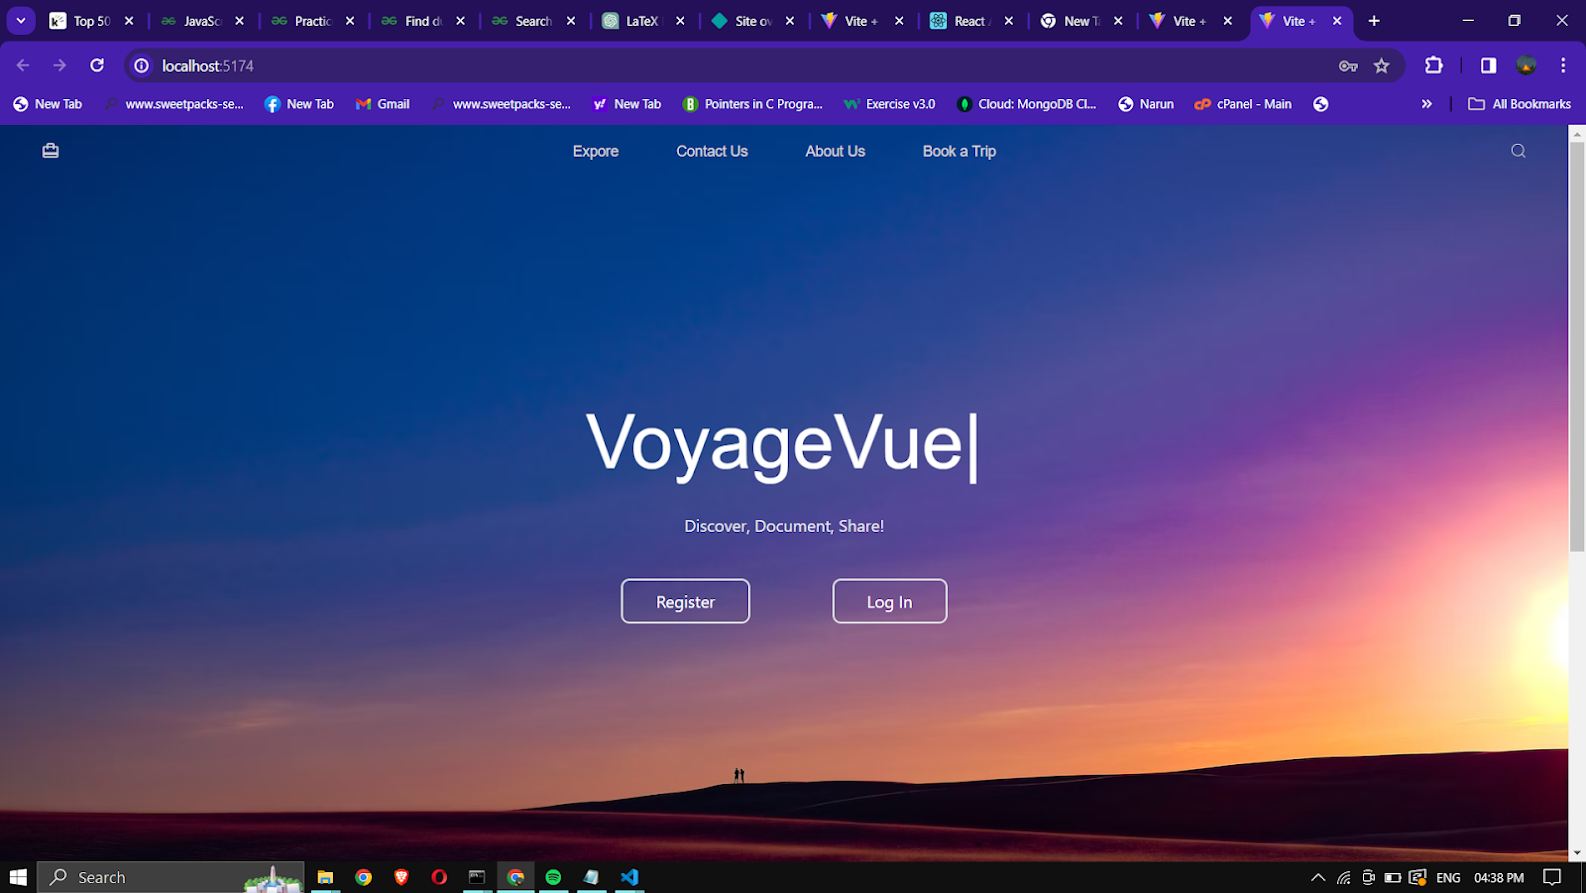 Top 50
JavaSc
Practic
Find du
Search
LaTeX
Site ov
Vite +
React A
New Ta
Vite +
Vite +
localhost:5174
New Tab
www.sweetpacks-se...
New Tab
Gmail
www.sweetpacks-se...
New Tab
Pointers in C Progra...
Exercise v3.0
Cloud: MongoDB Cl...
Narun
cPanel - Main
»
All Bookmarks
Expore
Contact Us
About Us
Book a Trip
VoyageVue|
Discover, Document, Share!
Register
Log In
Search
ENG
04:38 PM